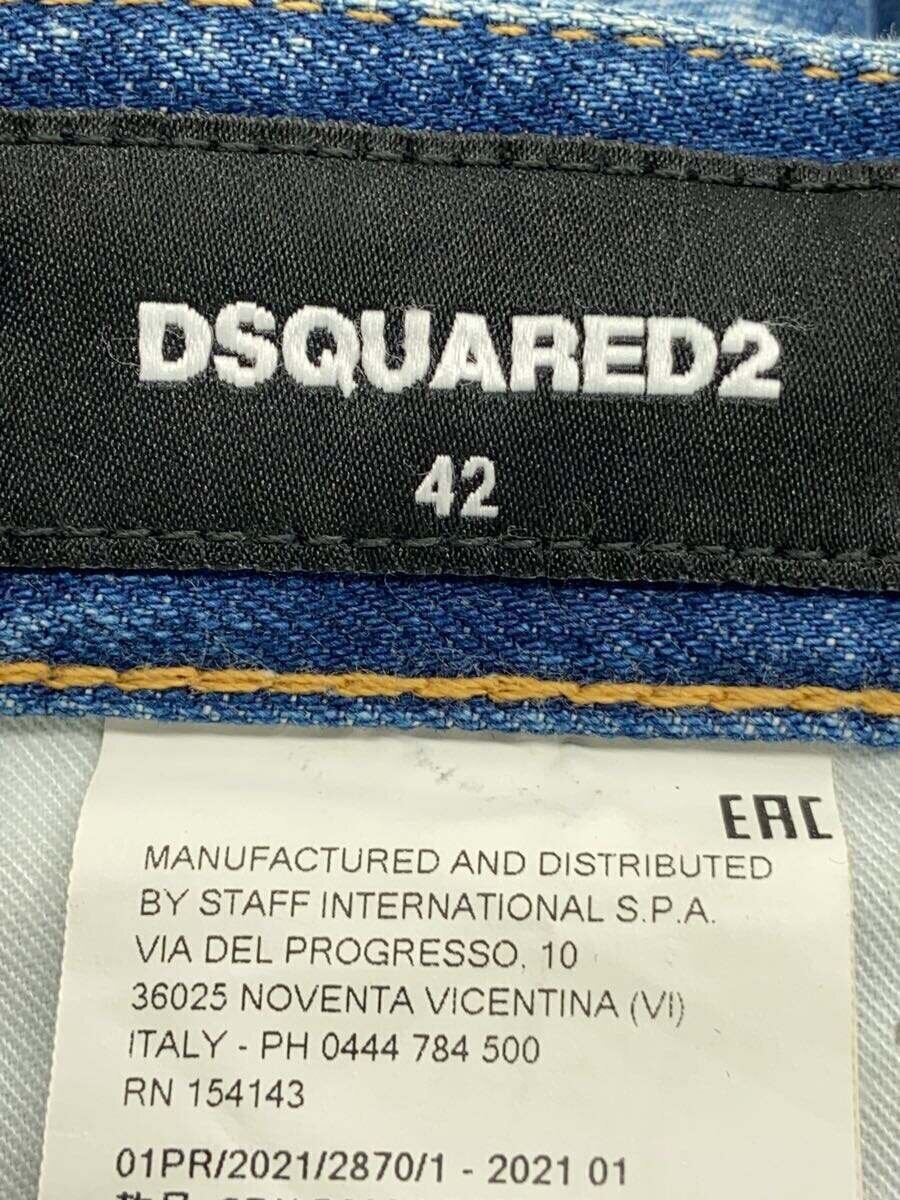 DSQUARED2
42
EAC
MANUFACTURED AND DISTRIBUTED
BY STAFF INTERNATIONAL S.P.A.
VIA DEL PROGRESSO, 10
36025 NOVENTA VICENTINA (VI)
ITALY - PH 0444 784 500
RN 154143
01PR/2021/2870/1 - 2021 01